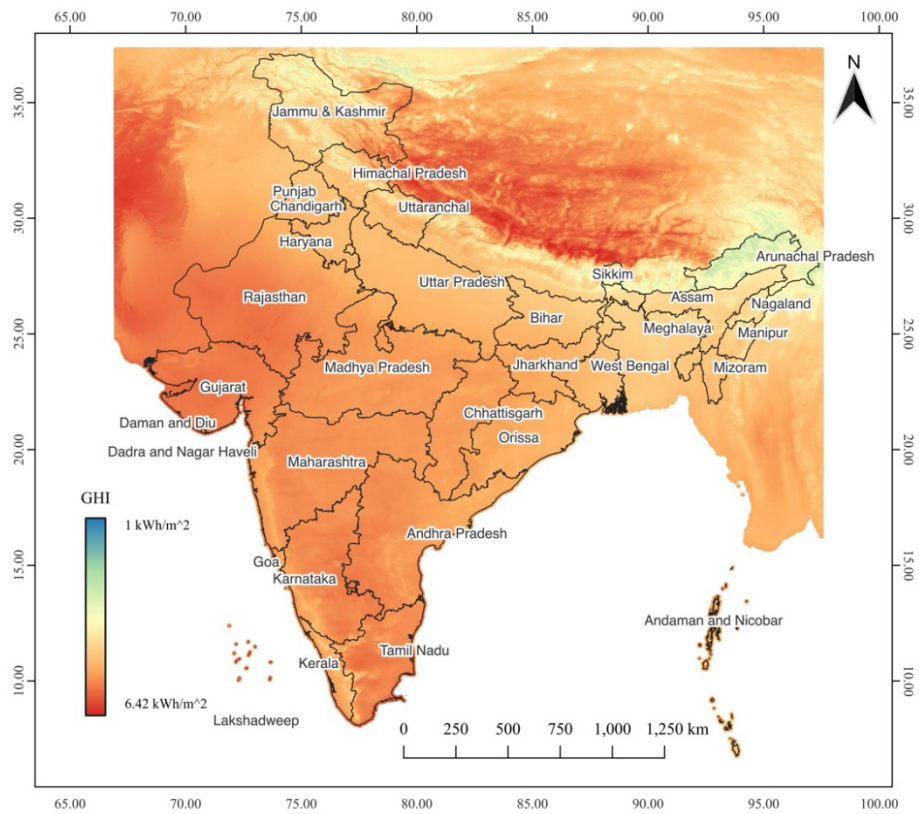 65.00 70.00 75.00 80.00 85.00 90.00 95.00 100.00
N
35.00 35.00
Jammu & Kashmir
Himachal Pradesh
Punjab
Chandigarh
Uttaranchal
30.00 30.00
Haryana
Arunachal Pradesh
Sikkim
Uttar Pradesh
Rajasthan
Assam
Nagaland
Bihar
Meghalaya
Manipur
25.00 25.00
Madhya Pradesh
Jharkhand
West Bengal
Mizoram
Gujarat
Chhattisgarh
Daman and Diu
Orissa
Dadra and Nagar Haveli
20.00 20.00
Maharashtra
GHI
1 kWh/m^2
6.42 kWh/m^2
Andhra Pradesh
Goa
15.00 15.00
Karnataka
Andaman and Nicobar
Tamil Nadu
Kerala
10.00 10.00
Lakshadweep
0 250 500 750 1,000 1,250 km
65.00 70.00 75.00 80.00 85.00 90.00 95.00 100.00